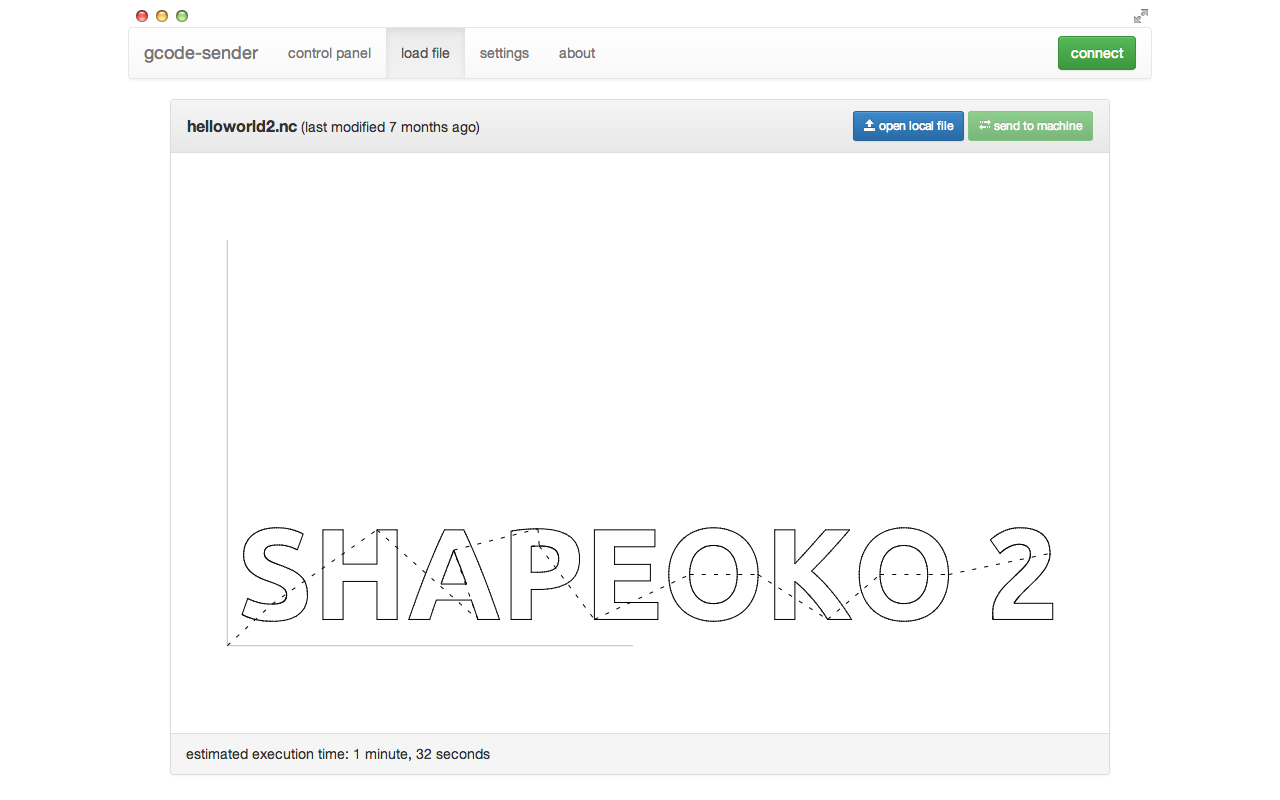 gcode-sender control panel load file settings about connect
helloworld2.nc (last modified 7 months ago) open local file send to machine
SHAPEOKO 2
estimated execution time: 1 minute, 32 seconds